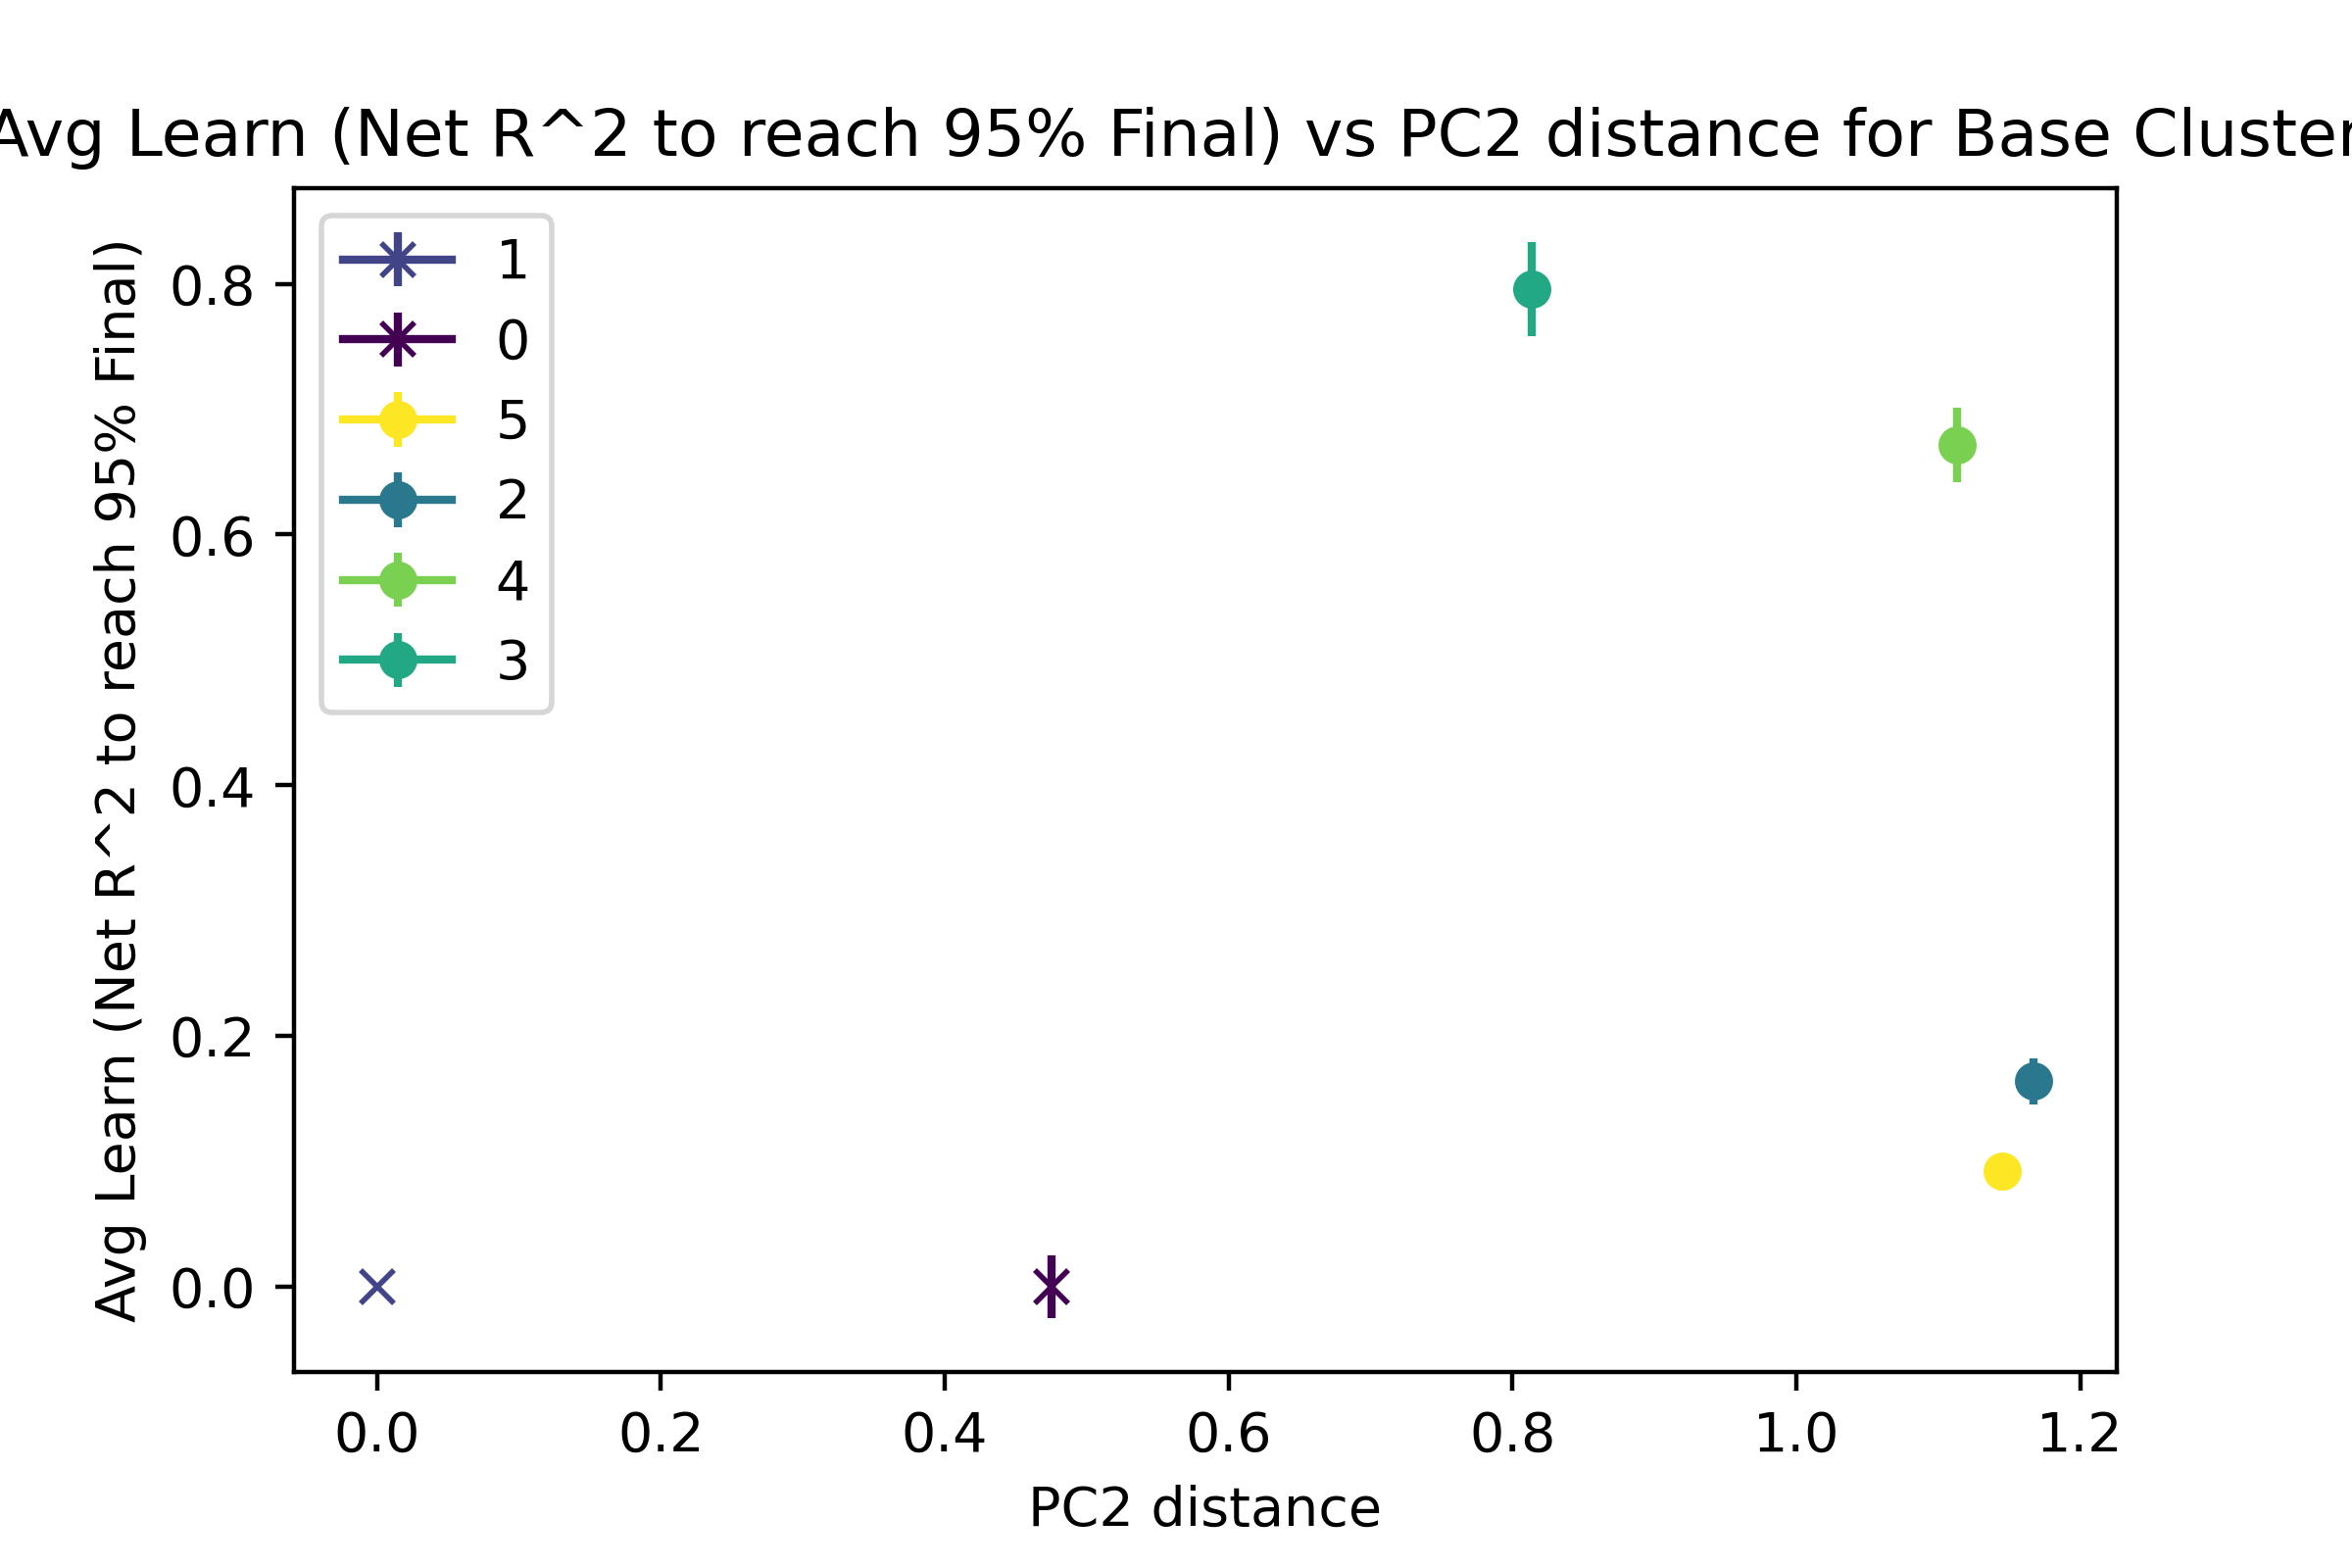 Avg Learn (Net R^2 to reach 95% Final) vs PC2 distance for Base Cluster
1
0
5
2
4
3
Avg Learn (Net R^2 to reach 95% Final)
0.8
0.6
0.4
0.2
0.0
0.0 0.2 0.4 0.6 0.8 1.0 1.2
PC2 distance